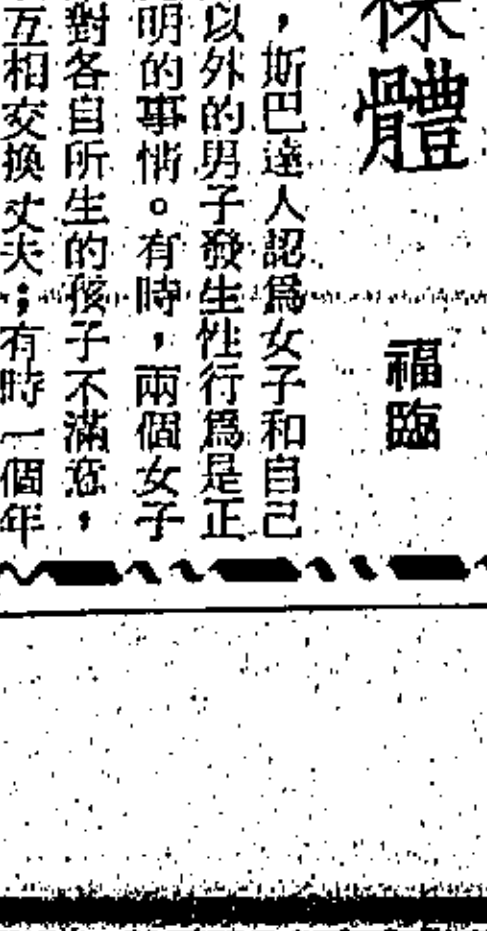 體
福臨
，斯巴達人認爲女子和自己
以外的男子發生性行爲是正
明的事情。有時，兩個女子
對各自所生的孩子不滿意，
互相交換丈夫；有時一個年